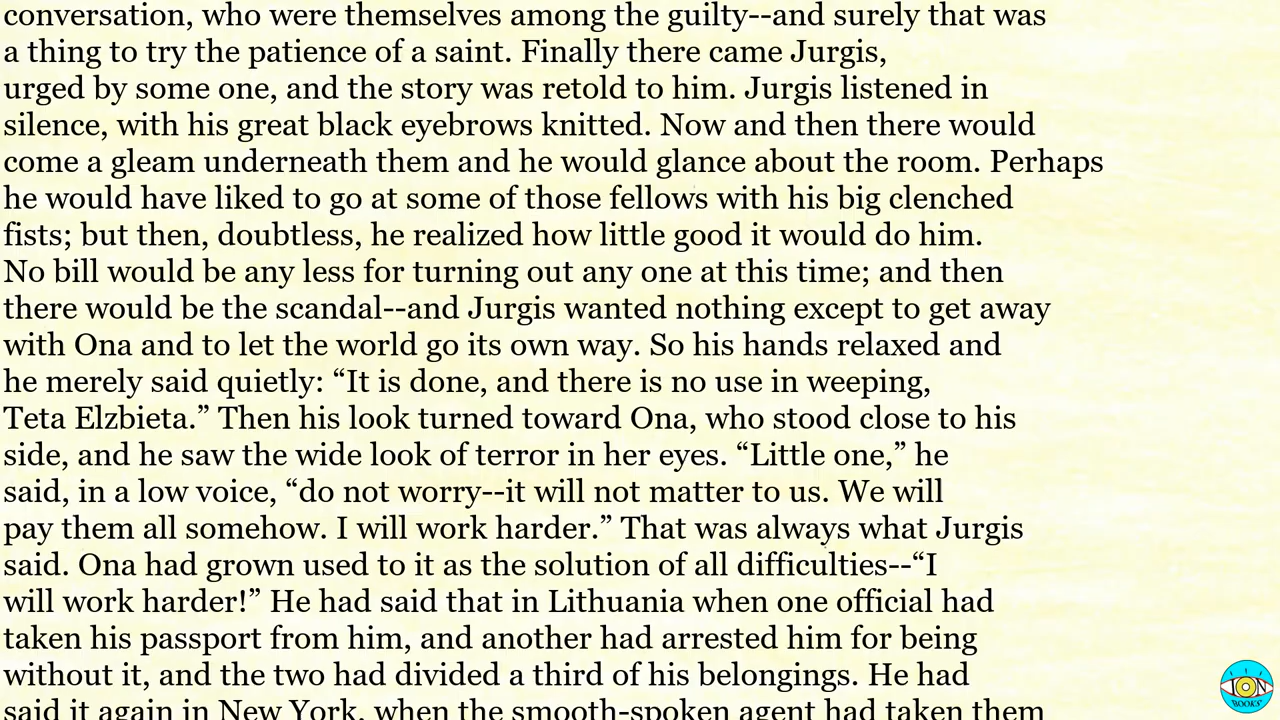 conversation, who were themselves among the guilty--and surely that was
a thing to try the patience of a saint. Finally there came Jurgis,
urged by some one, and the story was retold to him. Jurgis listened in
silence, with his great black eyebrows knitted. Now and then there would
come a gleam underneath them and he would glance about the room. Perhaps
he would have liked to go at some of those fellows with his big clenched
fists; but then, doubtless, he realized how little good it would do him.
No bill would be any less for turning out any one at this time; and then
there would be the scandal--and Jurgis wanted nothing except to get away
with Ona and to let the world go its own way. So his hands relaxed and
he merely said quietly: “It is done, and there is no use in weeping,
Teta Elzbieta.” Then his look turned toward Ona, who stood close to his
side, and he saw the wide look of terror in her eyes. “Little one,” he
said, in a low voice, “do not worry--it will not matter to us. We will
pay them all somehow. I will work harder.” That was always what Jurgis
said. Ona had grown used to it as the solution of all difficulties--“I
will work harder!” He had said that in Lithuania when one official had
taken his passport from him, and another had arrested him for being
without it, and the two had divided a third of his belongings. He had
said it again in New York, when the smooth-spoken agent had taken them
ION
BOOKS